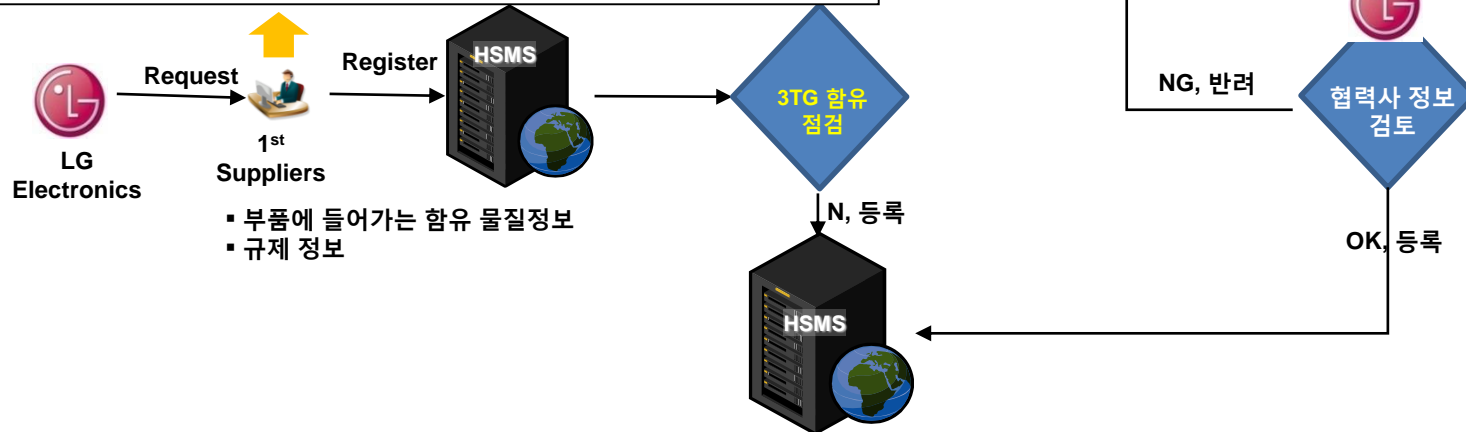 Request
Register
HSMS
LG
Electronics
1st
Suppliers
▪ 부품에 들어가는 함유 물질정보
▪ 규제 정보
3TG 함유
점검
N, 등록
HSMS
NG, 반려
협력사 정보
검토
OK, 등록